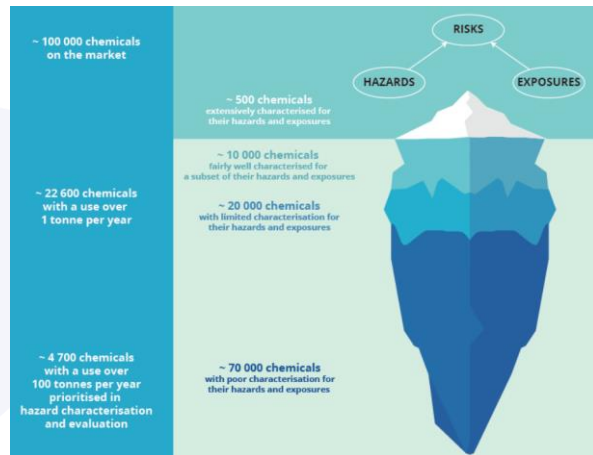 ~ 100 000 chemicals
on the market
~ 22 600 chemicals
with a use over
1 tonne per year
~ 4 700 chemicals
with a use over
100 tonnes per year
prioritised in
hazard characterisation
and evaluation
RISKS
HAZARDS
EXPOSURES
~ 500 chemicals
extensively characterised for
their hazards and exposures
~ 10 000 chemicals
fairly well characterised for
a subset of their hazards and exposures
~ 20 000 chemicals
with limited characterisation for
their hazards and exposures
~ 70 000 chemicals
with poor characterisation for
their hazards and exposures